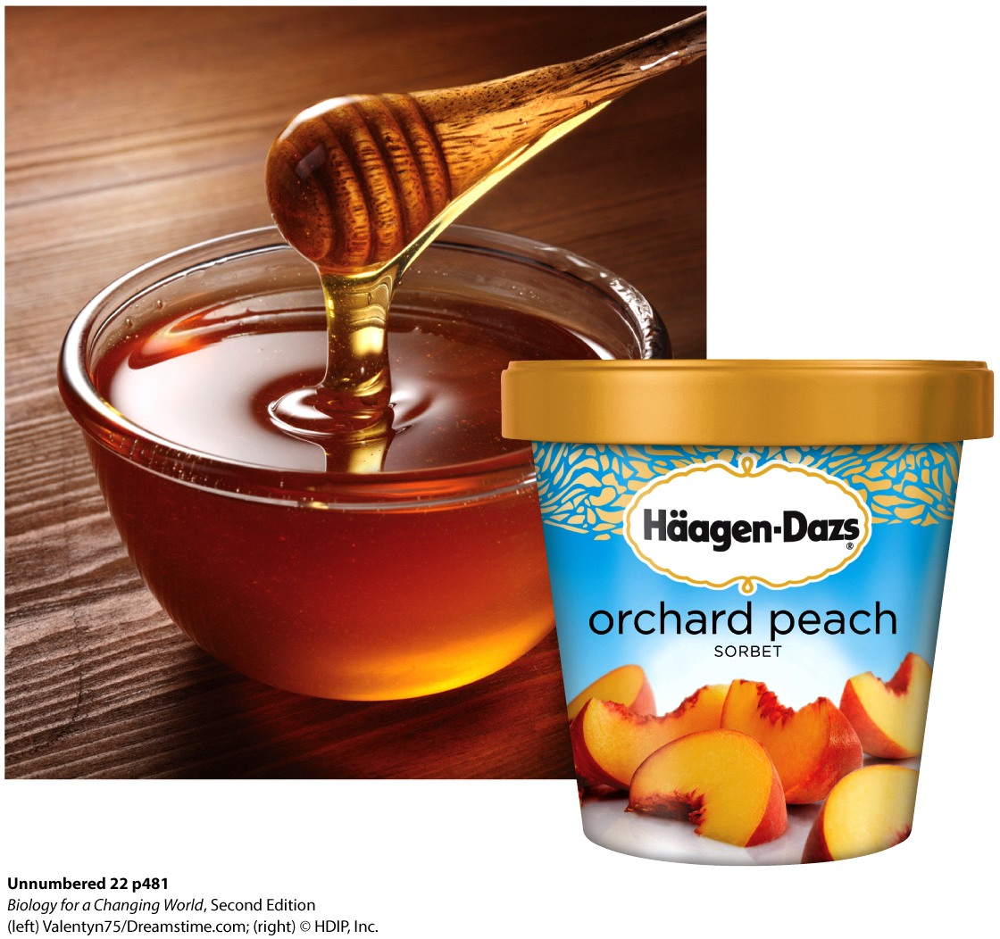 Häagen-Dazs®
orchard peach
SORBET
Unnumbered 22 p481
Biology for a Changing World, Second Edition
(left) Valentyn75/Dreamstime.com; (right) © HDIP, Inc.